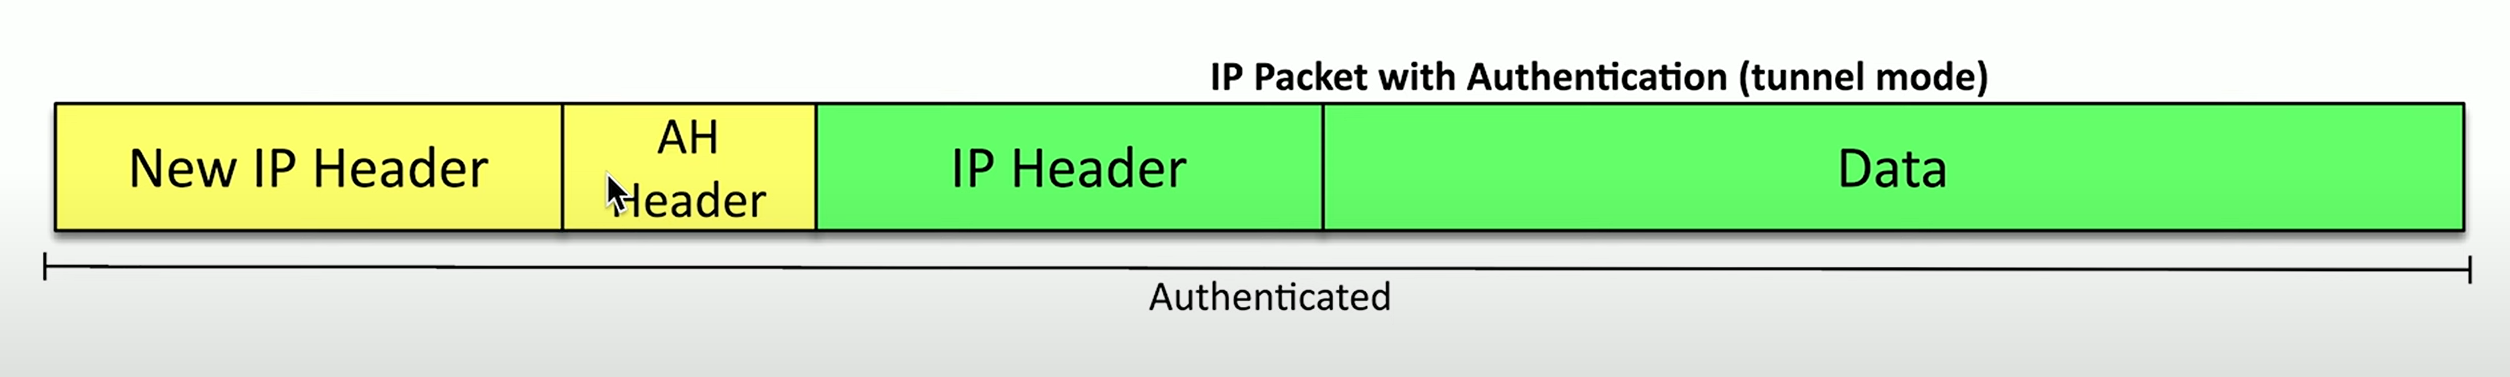 IP Packet with Authentication (tunnel mode)
New IP Header
AH
Header
IP Header
Data
Authenticated